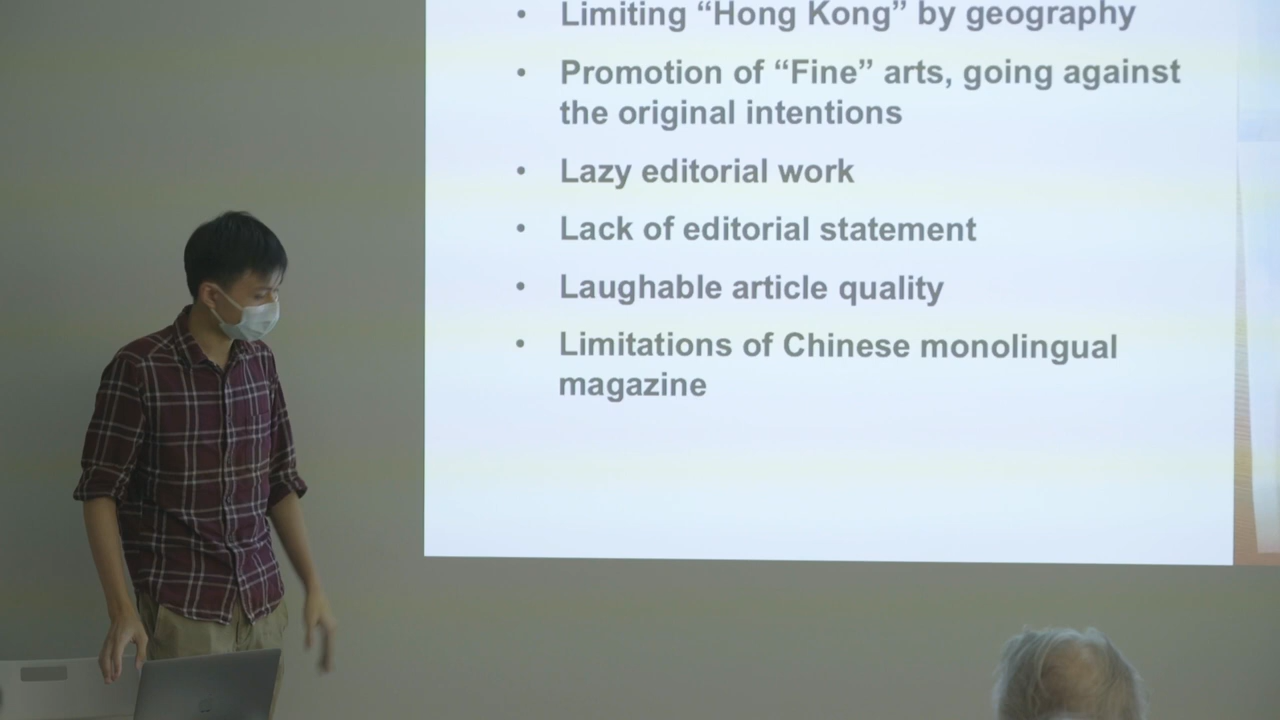 • Limiting “Hong Kong” by geography
• Promotion of “Fine” arts, going against
the original intentions
• Lazy editorial work
• Lack of editorial statement
• Laughable article quality
• Limitations of Chinese monolingual
magazine